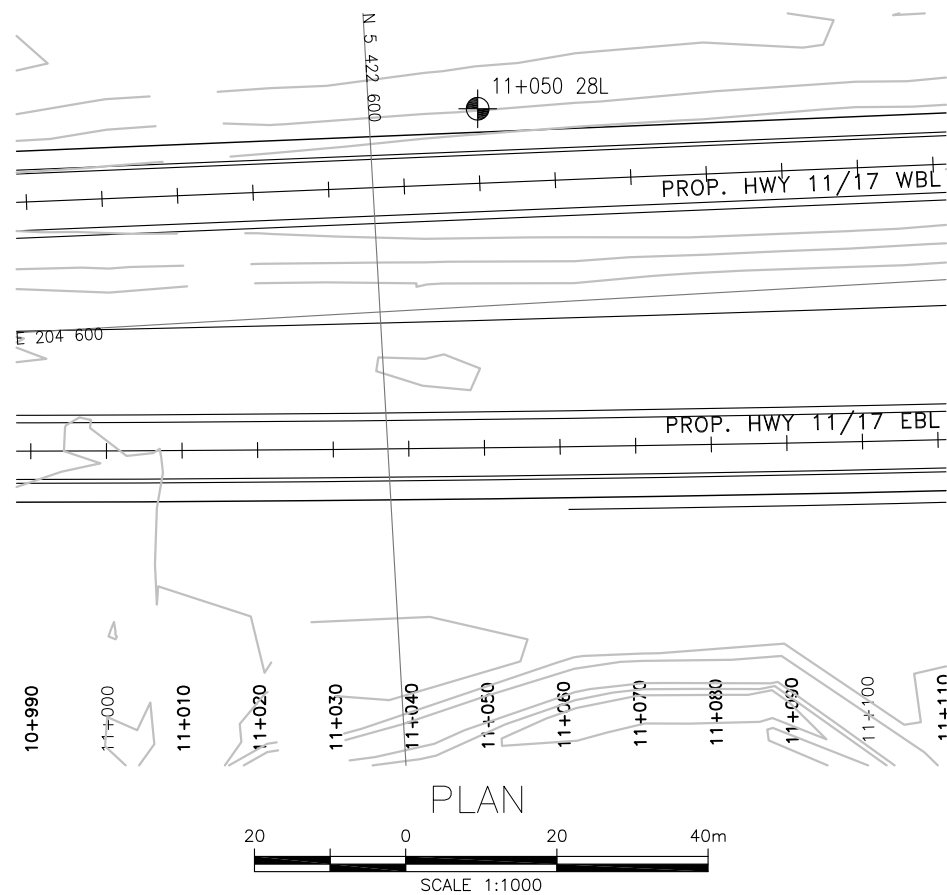 N 5 422 600
11+050 28L
PROP. HWY 11/17 WBL
E 204 600
PROP. HWY 11/17 EBL
10+990
11+000
11+010
11+020
11+030
11+040
11+050
11+060
11+070
11+080
11+090
11+100
11+110
PLAN
20 0 20 40m
SCALE 1:1000